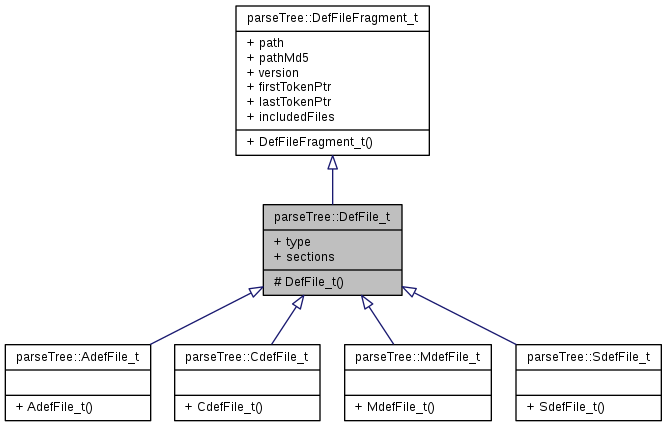 parseTree::DefFileFragment_t
+ path
+ pathMd5
+ version
+ firstTokenPtr
+ lastTokenPtr
+ includedFiles
+ DefFileFragment_t()
parseTree::DefFile_t
+ type
+ sections
# DefFile_t()
parseTree::AdefFile_t
+ AdefFile_t()
parseTree::CdefFile_t
+ CdefFile_t()
parseTree::MdefFile_t
+ MdefFile_t()
parseTree::SdefFile_t
+ SdefFile_t()